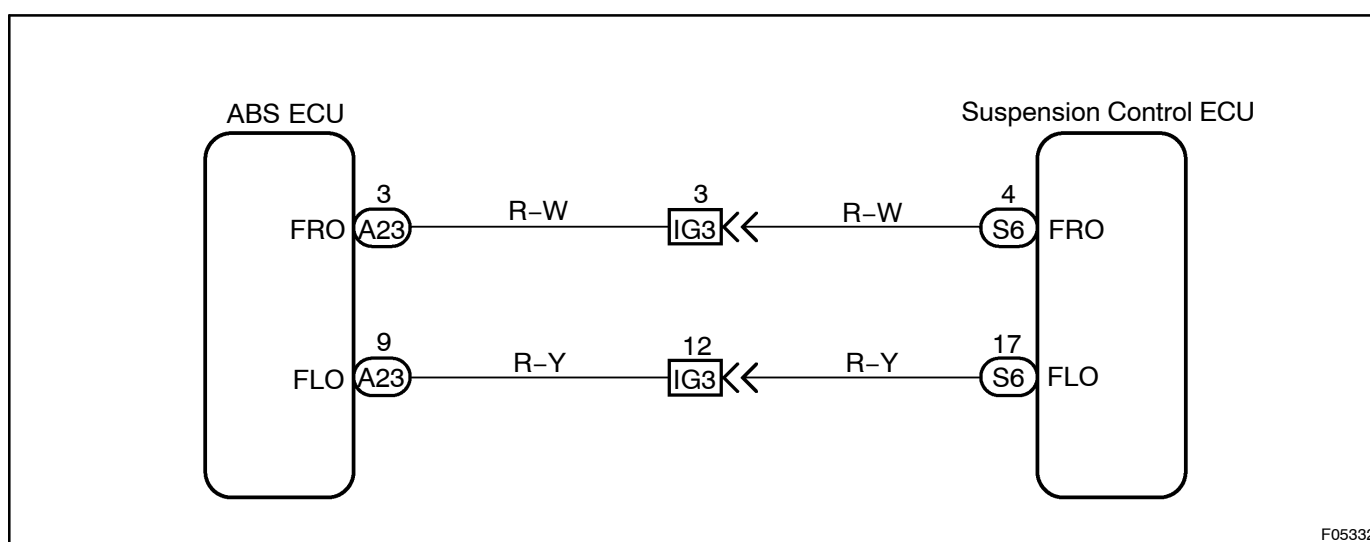 ABS ECU
Suspension Control ECU
3 3 4
R−W R−W
FRO A23 IG3 S6 FRO
9 12 17
R−Y R−Y
FLO A23 IG3 S6 FLO
F05332